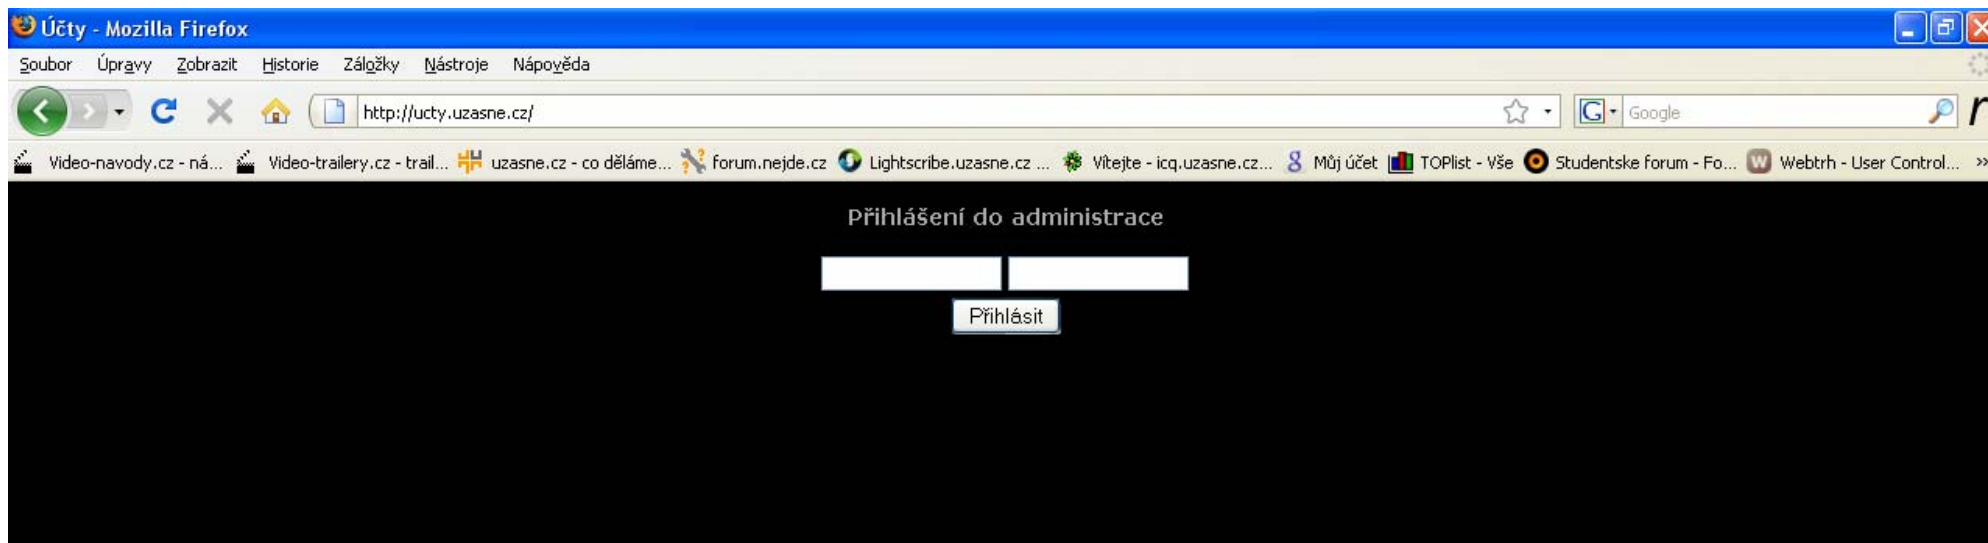 Účty - Mozilla Firefox
Soubor Úpravy Zobrazit Historie Záložky Nástroje Nápověda
http://ucty.uzasne.cz/ G Google r
Video-navody.cz - ná... Video-trailery.cz - trail... uzasne.cz - co děláme... forum.nejde.cz Lightscribe.uzasne.cz ... Vítejte - icq.uzasne.cz... g Můj účet TOPlist - Vše Studentske forum - Fo... W Webtrh - User Control... »
Přihlášení do administrace
Přihlásit